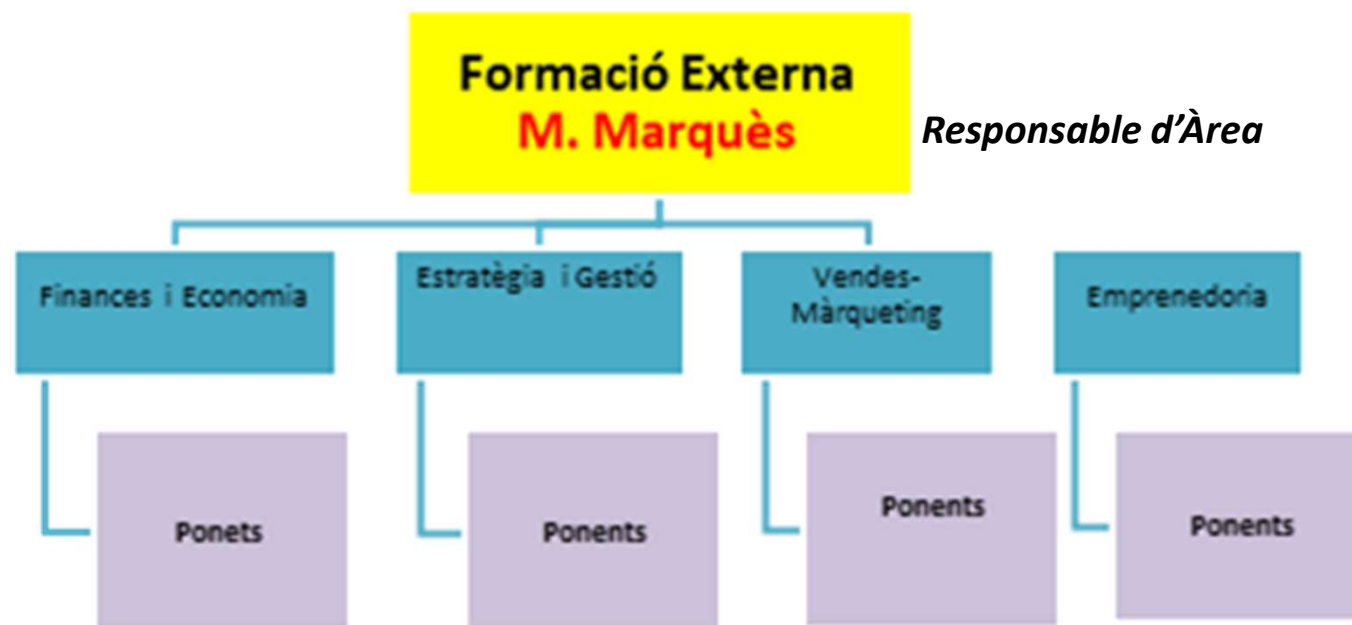 Formació Externa
M. Marquès
Responsable d’Àrea
Finances i Economia
Estratègia i Gestió
Vendes-
Màrqueting
Emprenedoria
Ponets
Ponents
Ponents
Ponents